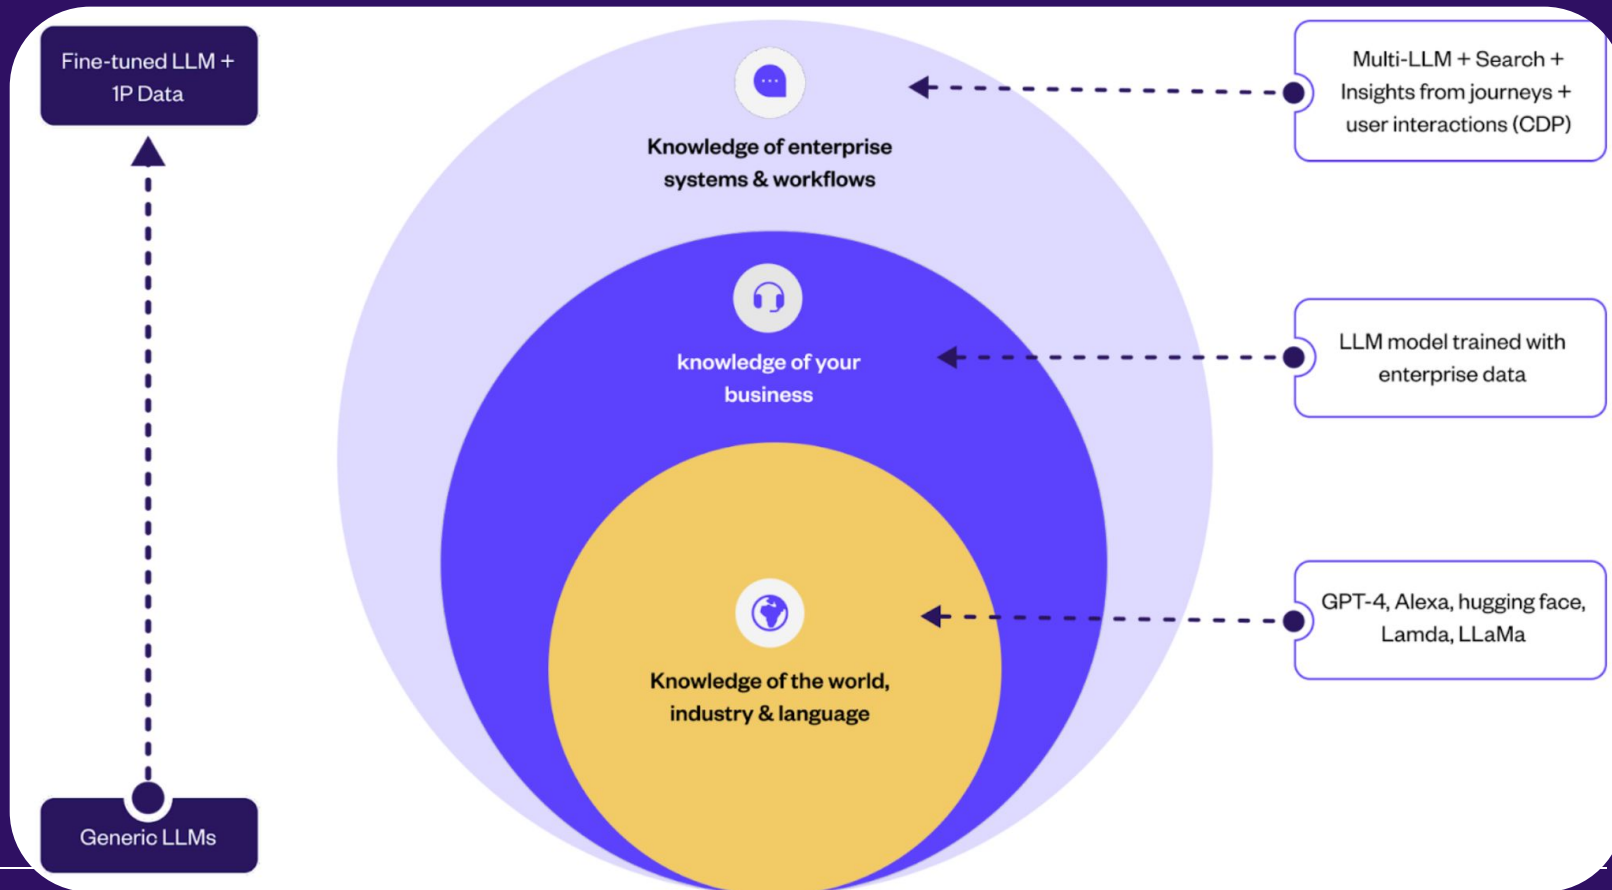 Fine-tuned LLM +
1P Data
Generic LLMs
Knowledge of enterprise
systems & workflows
knowledge of your
business
Knowledge of the world,
industry & language
Multi-LLM + Search +
Insights from journeys +
user interactions (CDP)
LLM model trained with
enterprise data
GPT-4, Alexa, hugging face,
Lamda, LLaMa